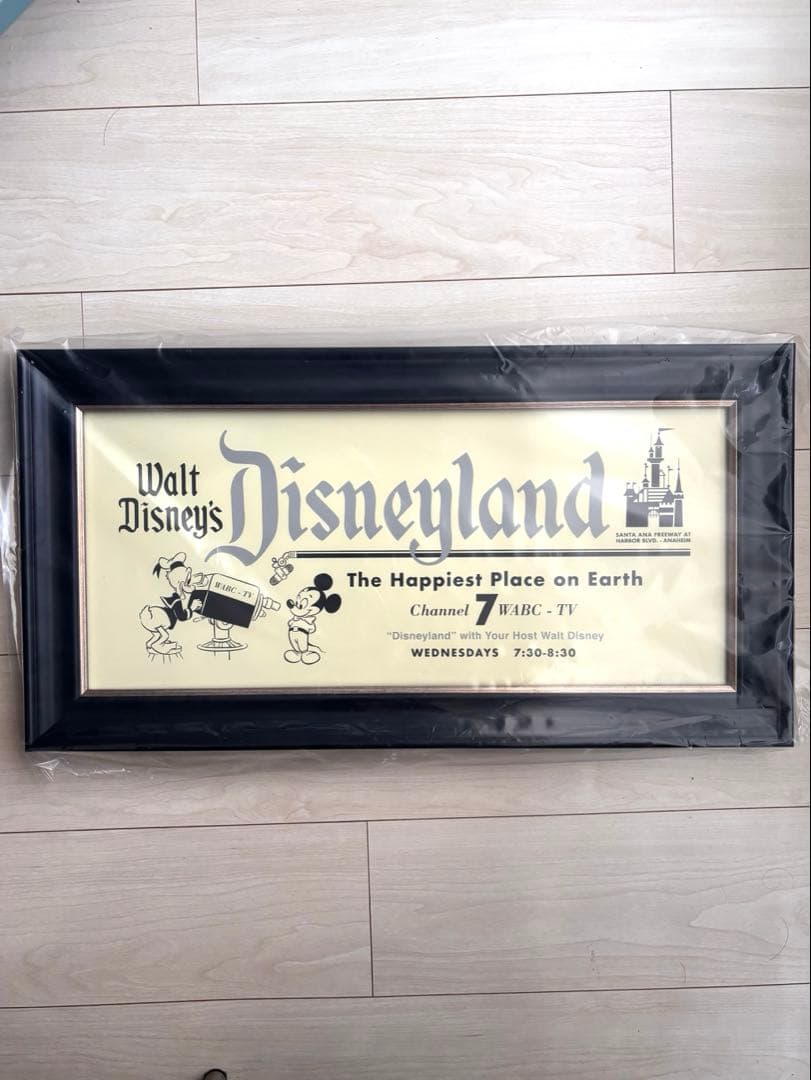 Walt
Disney's
Disneyland
SANTA ANA FREEWAY AT
HARBOR BLVD. - ANAHEIM
The Happiest Place on Earth
WABC - TV
Channel 7 WABC - TV
"Disneyland" with Your Host Walt Disney
WEDNESDAYS 7:30-8:30